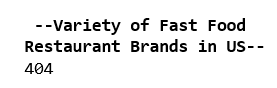 --Variety of Fast Food
Restaurant Brands in US--
404